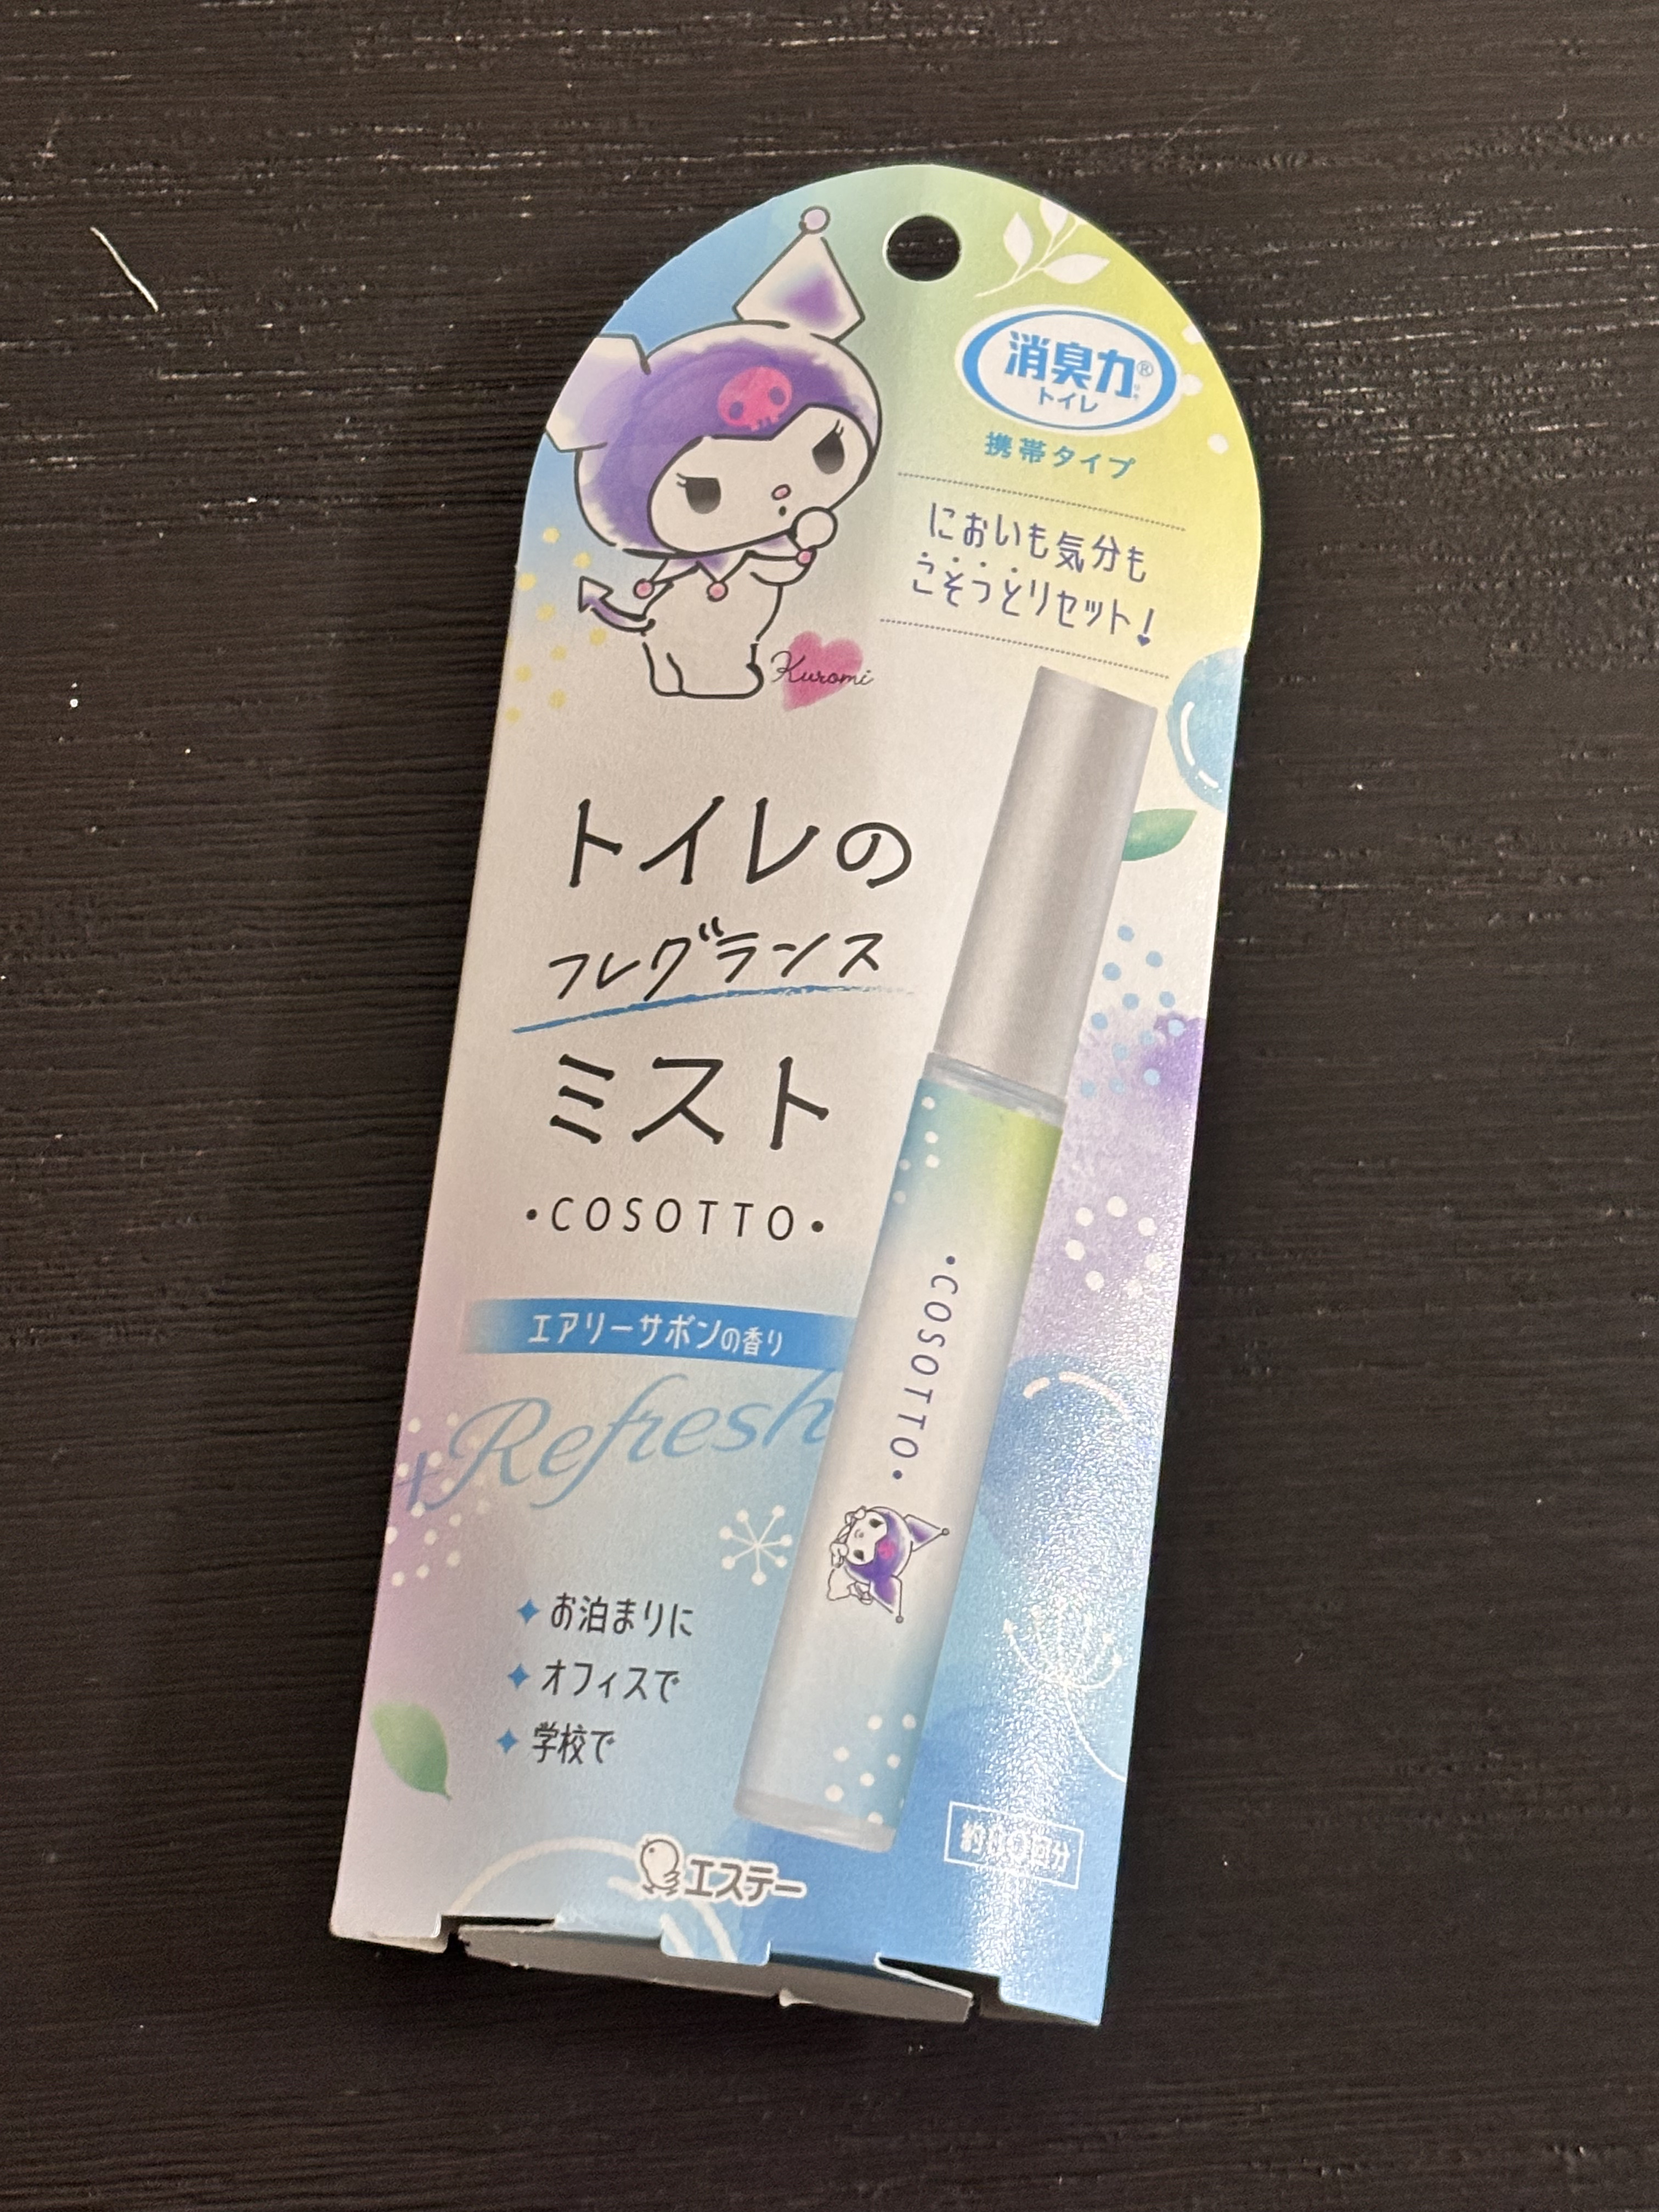 消臭力®
トイレ
携帯タイプ
においも気分も
こそっとリセット!
Kuromi
トイレの
フレグランス
ミスト
・COSOTTO・
エアリーサボンの香り
+Refresh
・COSOTTO・
お泊まりに
オフィスで
学校で
エステー